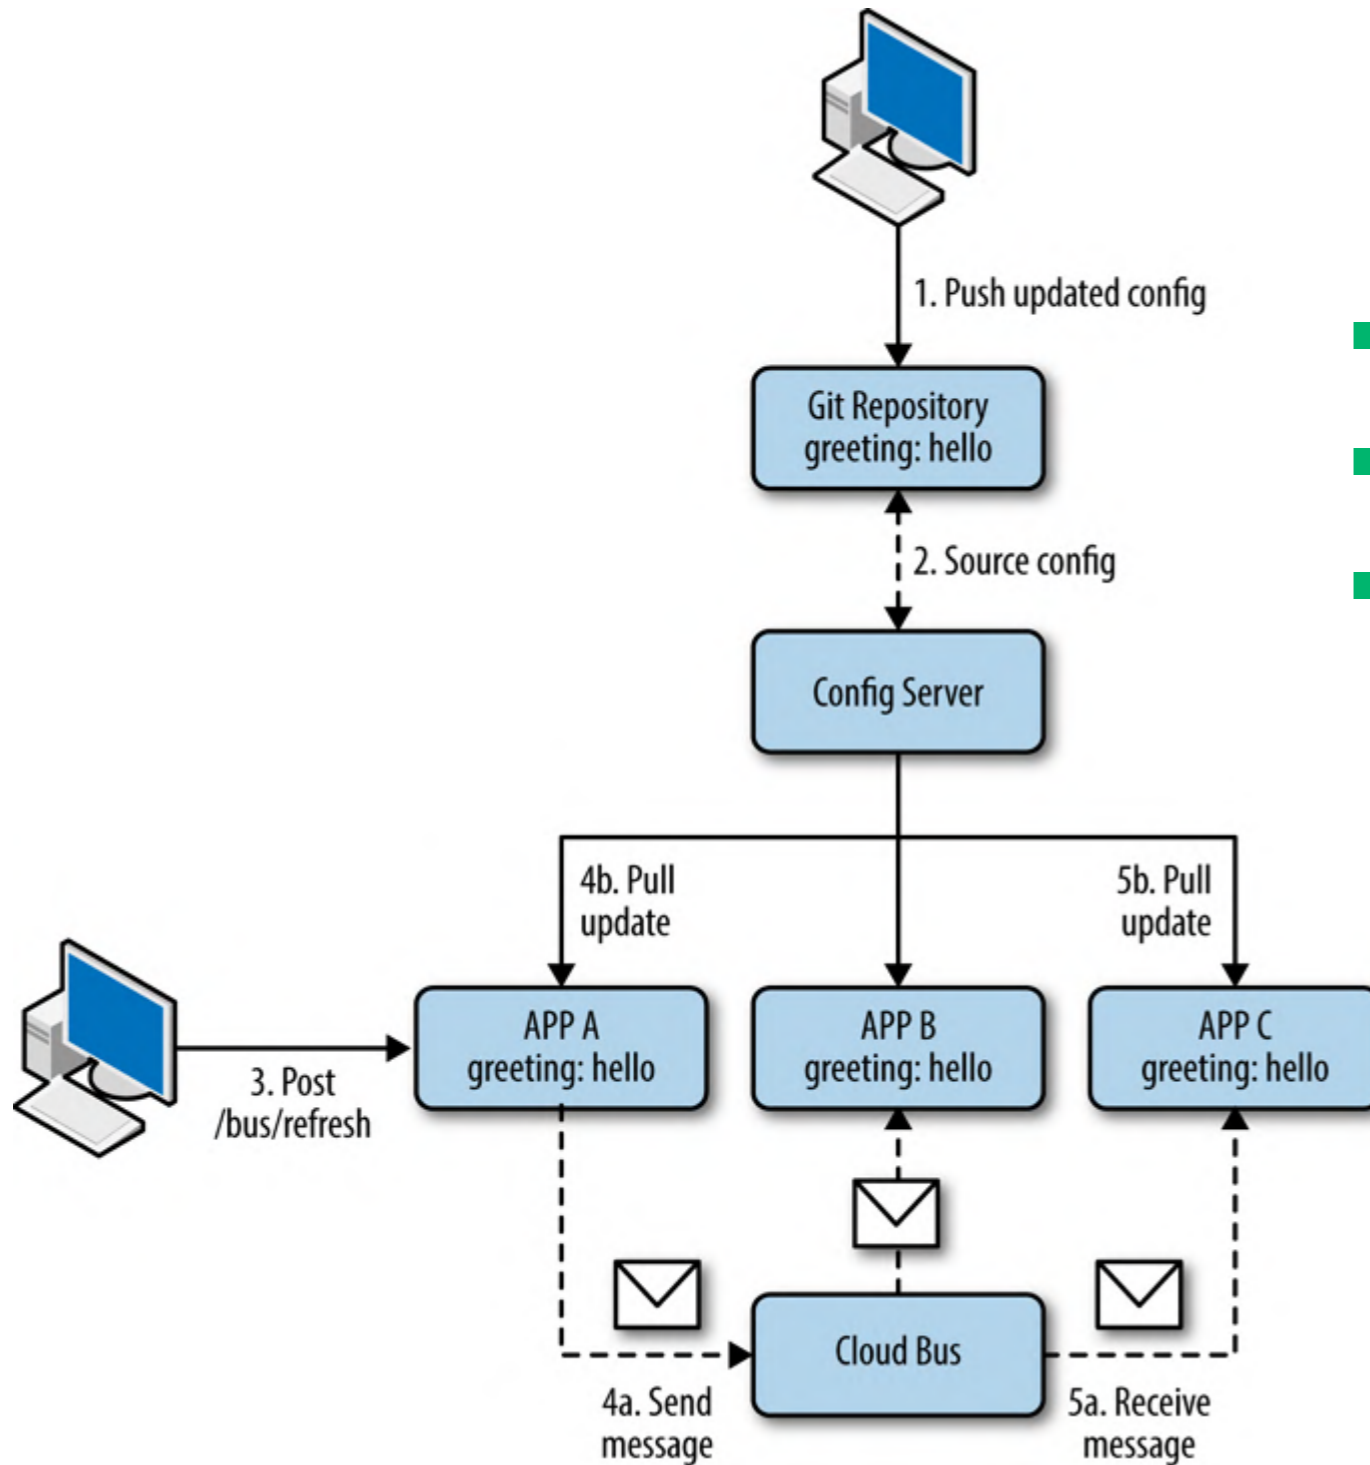 1. Push updated config
Git Repository
greeting: hello
2. Source config
Config Server
4b. Pull
update
5b. Pull
update
APP A
greeting: hello
APP B
greeting: hello
APP C
greeting: hello
3. Post
/bus/refresh
Cloud Bus
4a. Send
message
5a. Receive
message